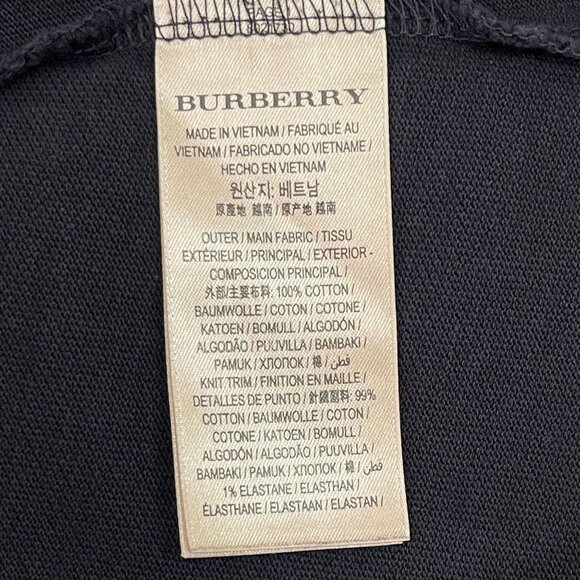 BURBERRY
MADE IN VIETNAM / FABRIQUÉ AU
VIETNAM / FABRICADO NO VIETNAME /
HECHO EN VIETNAM
원산지: 베트남
原產地 越南 / 原产地 越南
OUTER / MAIN FABRIC / TISSU
EXTÉRIEUR / PRINCIPAL / EXTERIOR -
COMPOSICIÓN PRINCIPAL /
外部/主要布料: 100% COTTON /
BAUMWOLLE / COTON / COTONE /
KATOEN / BOMULL / ALGODÓN /
ALGODÃO / PUUVILLA / BAMBAKI /
PAMUK / ХЛОПОК / 棉 / قطن /
KNIT TRIM / FINITION EN MAILLE /
DETALLES DE PUNTO / 針織副料: 99%
COTTON / BAUMWOLLE / COTON /
COTONE / KATOEN / BOMULL /
ALGODÓN / ALGODÃO / PUUVILLA /
BAMBAKI / PAMUK / ХЛОПОК / 棉 / قطن /
1% ELASTANE / ELASTHAN /
ÉLASTHANE / ELASTAAN / ELASTAN /